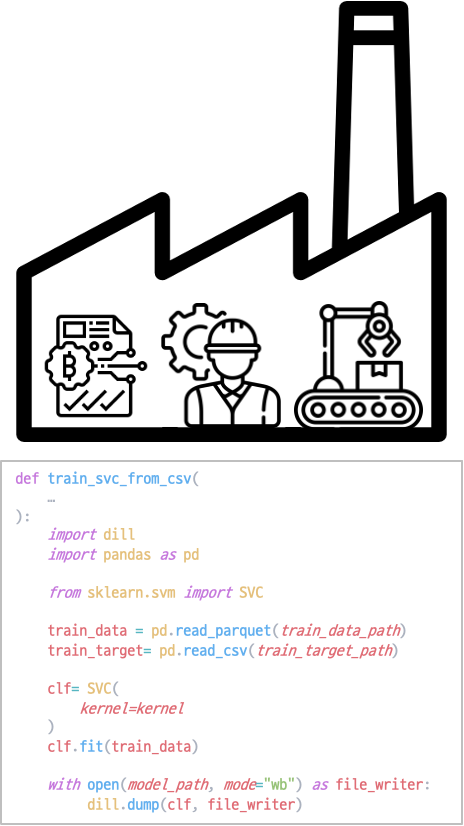 def train_svc_from_csv(
    …
):
    import dill
    import pandas as pd

    from sklearn.svm import SVC

    train_data = pd.read_parquet(train_data_path)
    train_target= pd.read_csv(train_target_path)

    clf= SVC(
        kernel=kernel
    )
    clf.fit(train_data)

    with open(model_path, mode="wb") as file_writer:
         dill.dump(clf, file_writer)